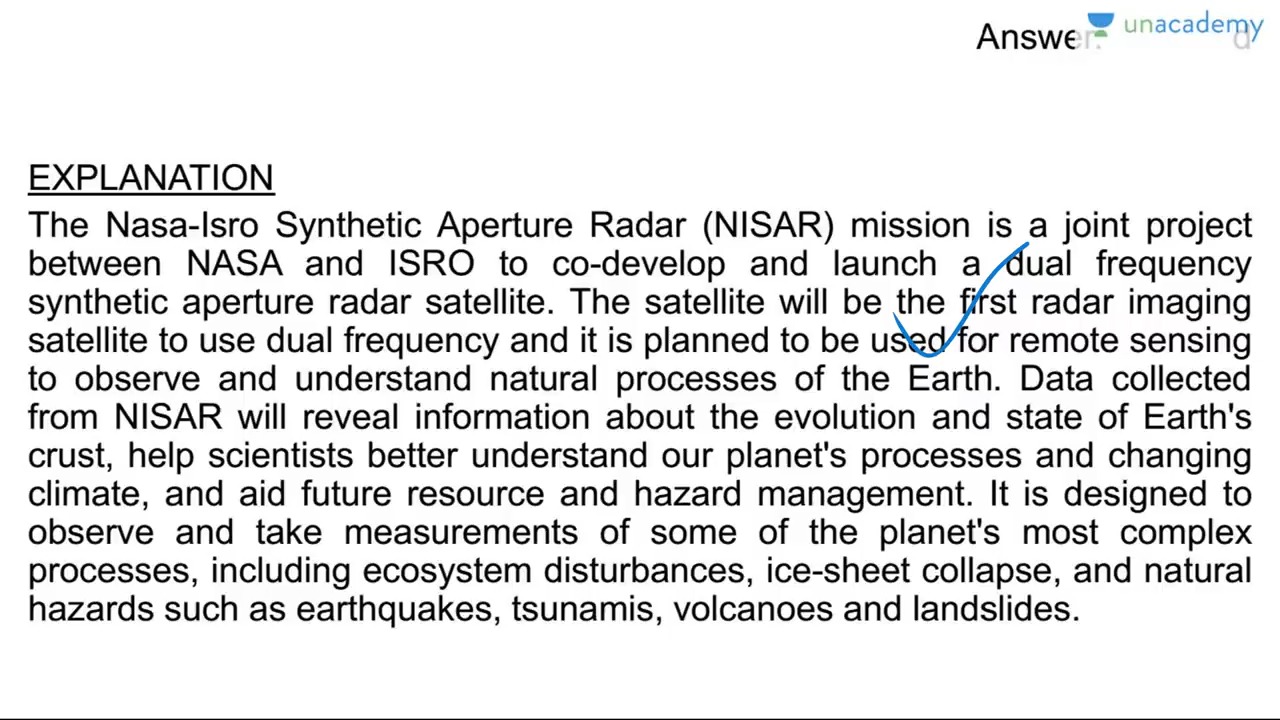 Answer: d
unacademy
EXPLANATION
The Nasa-Isro Synthetic Aperture Radar (NISAR) mission is a joint project
between NASA and ISRO to co-develop and launch a dual frequency
synthetic aperture radar satellite. The satellite will be the first radar imaging
satellite to use dual frequency and it is planned to be used for remote sensing
to observe and understand natural processes of the Earth. Data collected
from NISAR will reveal information about the evolution and state of Earth's
crust, help scientists better understand our planet's processes and changing
climate, and aid future resource and hazard management. It is designed to
observe and take measurements of some of the planet's most complex
processes, including ecosystem disturbances, ice-sheet collapse, and natural
hazards such as earthquakes, tsunamis, volcanoes and landslides.